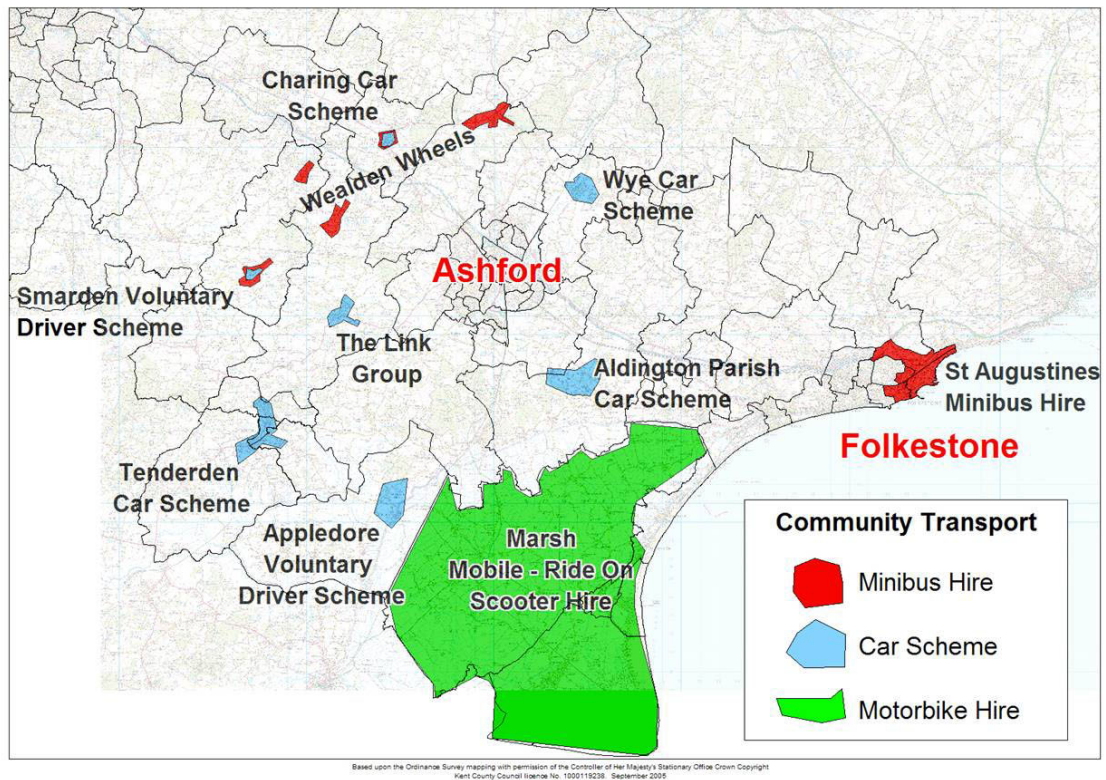 Charing Car
Scheme
Wealden Wheels
Wye Car
Scheme
Ashford
Smarden Voluntary
Driver Scheme
The Link
Group
Aldington Parish
Car Scheme
St Augustines
Minibus Hire
Folkestone
Tenderden
Car Scheme
Appledore
Voluntary
Driver Scheme
Marsh
Mobile - Ride On
Scooter Hire
Community Transport
Minibus Hire
Car Scheme
Motorbike Hire
Based upon the Ordinance Survey mapping with permission of the Controller of Her Majesty's Stationary Office Crown Copyright
Kent County Council licence No. 1000119238. September 2005